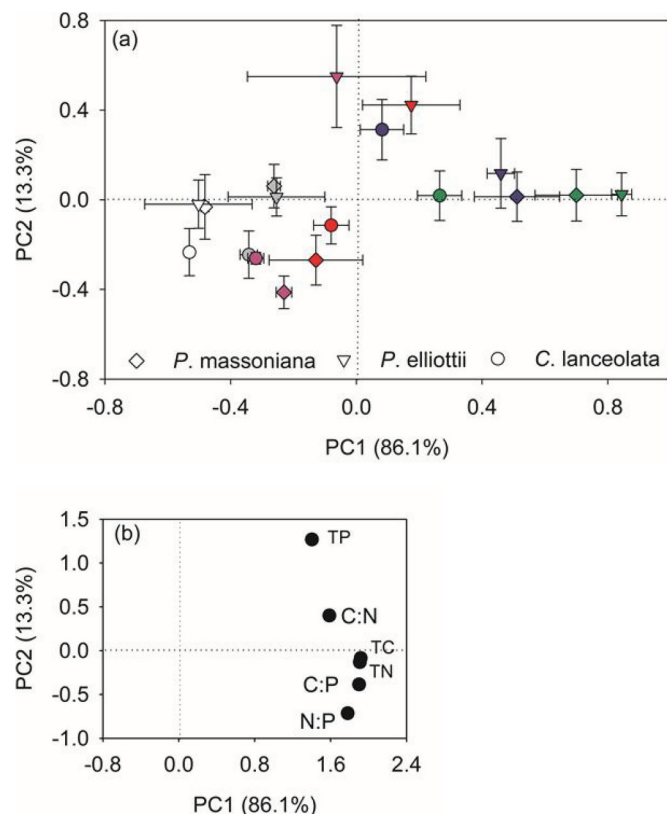 (a)
0.8
0.4
0.0
-0.4
-0.8
PC2 (13.3%)
P. massoniana P. elliottii C. lanceolata
-0.8 -0.4 0.0 0.4 0.8
PC1 (86.1%)
(b)
1.5
1.0
0.5
0.0
-0.5
-1.0
PC2 (13.3%)
TP
C:N
TC
TN
C:P
N:P
-0.8 0.0 0.8 1.6 2.4
PC1 (86.1%)